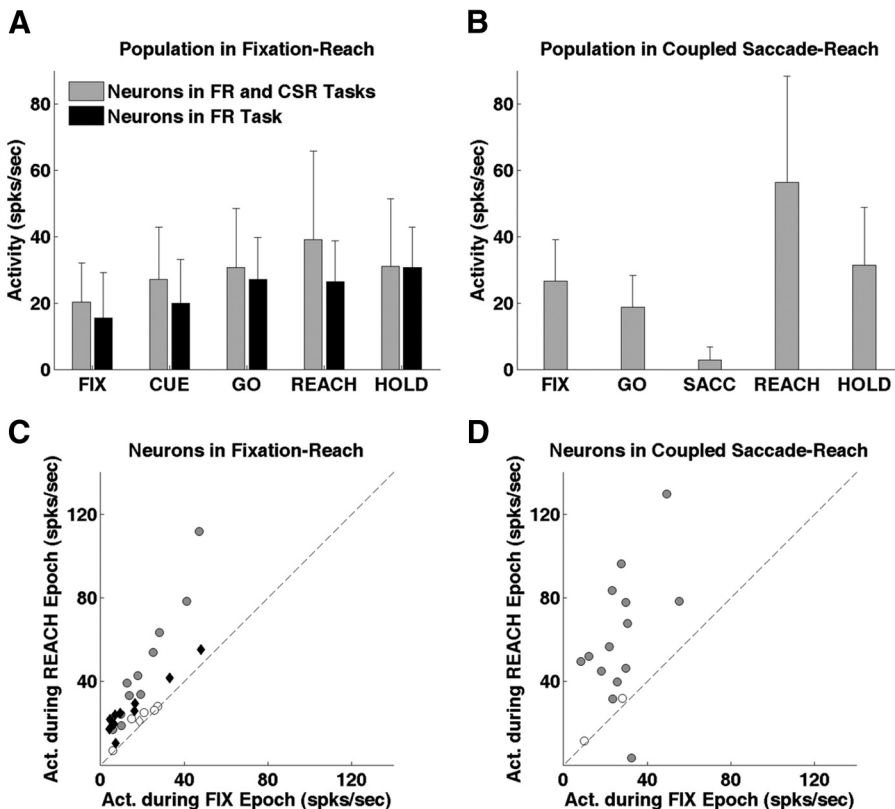 A
Population in Fixation-Reach
Neurons in FR and CSR Tasks
Neurons in FR Task
Activity (spks/sec)
80
60
40
20
0
FIX CUE GO REACH HOLD
B
Population in Coupled Saccade-Reach
Activity (spks/sec)
80
60
40
20
0
FIX GO SACC REACH HOLD
C
Neurons in Fixation-Reach
Act. during REACH Epoch (spks/sec)
120
80
40
0 40 80 120
Act. during FIX Epoch (spks/sec)
D
Neurons in Coupled Saccade-Reach
Act. during REACH Epoch (spks/sec)
120
80
40
0 40 80 120
Act. during FIX Epoch (spks/sec)